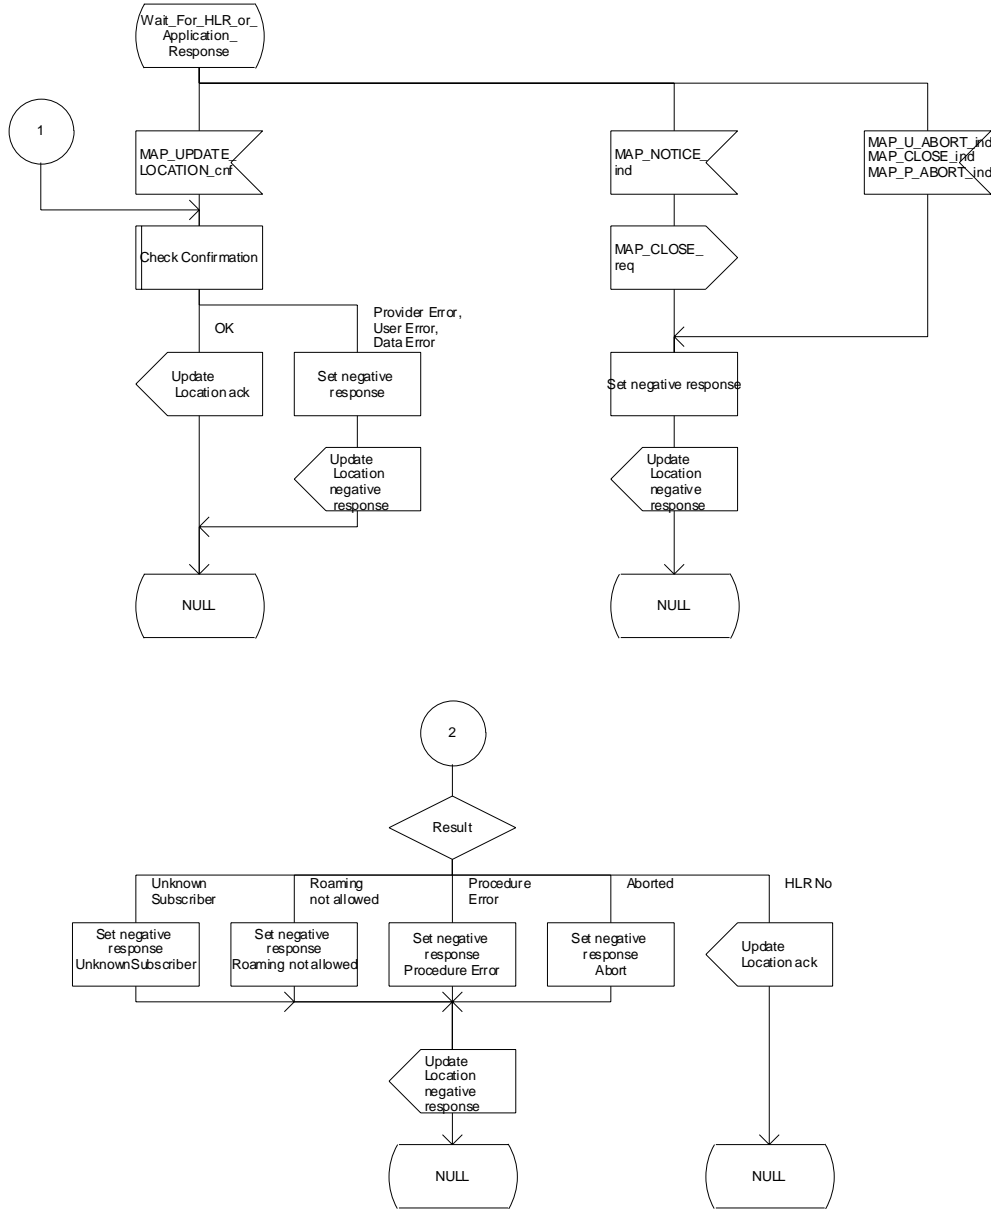 Wait_For_HLR_or_
Application_
Response
1
MAP_UPDATE_
LOCATION_cnf
MAP_NOTICE_
ind
MAP_U_ABORT_ind
MAP_CLOSE_ind
MAP_P_ABORT_ind
Check Confirmation
MAP_CLOSE_
req
OK
Provider Error,
User Error,
Data Error
Update
Location ack
Set negative
response
Set negative response
Update
Location
negative
response
Update
Location
negative
response
NULL
NULL
2
Result
Unknown
Subscriber
Roaming
not allowed
Procedure
Error
Aborted
HLR No
Set negative
response
UnknownSubscriber
Set negative
response
Roaming not allowed
Set negative
response
Procedure Error
Set negative
response
Abort
Update
Location ack
Update
Location
negative
response
NULL
NULL